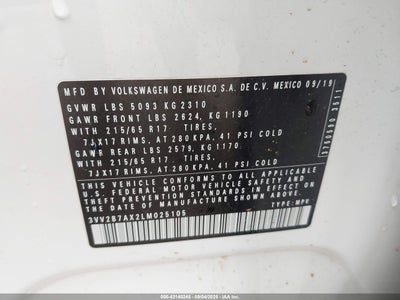 MFD BY VOLKSWAGEN DE MEXICO S.A. DE C.V. MEXICO 09/19
GVWR LBS 5093 KG 2310
GAWR FRONT LBS 2624, KG 1190
WITH 215/65 R17. TIRES.
7JX17 RIMS, AT 280 KPA, 41 PSI COLD
GAWR REAR LBS 2579, KG 1170
WITH 215/65 R17. TIRES.
7JX17 RIMS, AT 280 KPA, 41 PSI COLD
THIS VEHICLE CONFORMS TO ALL APPLICABLE
U.S. FEDERAL MOTOR VEHICLE SAFETY AND
THEFT PREVENTION STANDARDS IN EFFECT ON
THE DATE OF MANUFACTURE SHOWN ABOVE.
3VV2B7AX2LM025105 TYPE: MPV